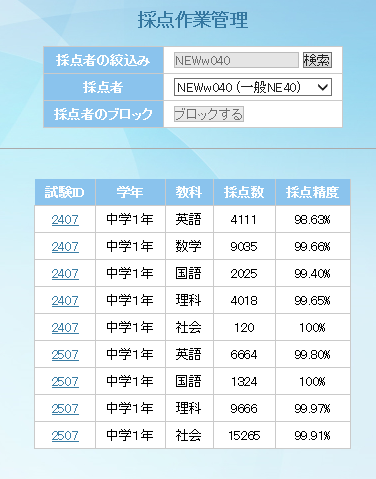 採点作業管理
採点者の絞込み NEWw040 検索
採点者 NEWw040 (一般NE40)
採点者のブロック ブロックする
試験ID 学年 教科 採点数 採点精度
2407 中学1年 英語 4111 98.63%
2407 中学1年 数学 9035 99.66%
2407 中学1年 国語 2025 99.40%
2407 中学1年 理科 4018 99.65%
2407 中学1年 社会 120 100%
2507 中学1年 英語 6664 99.80%
2507 中学1年 国語 1324 100%
2507 中学1年 理科 9666 99.97%
2507 中学1年 社会 15265 99.91%